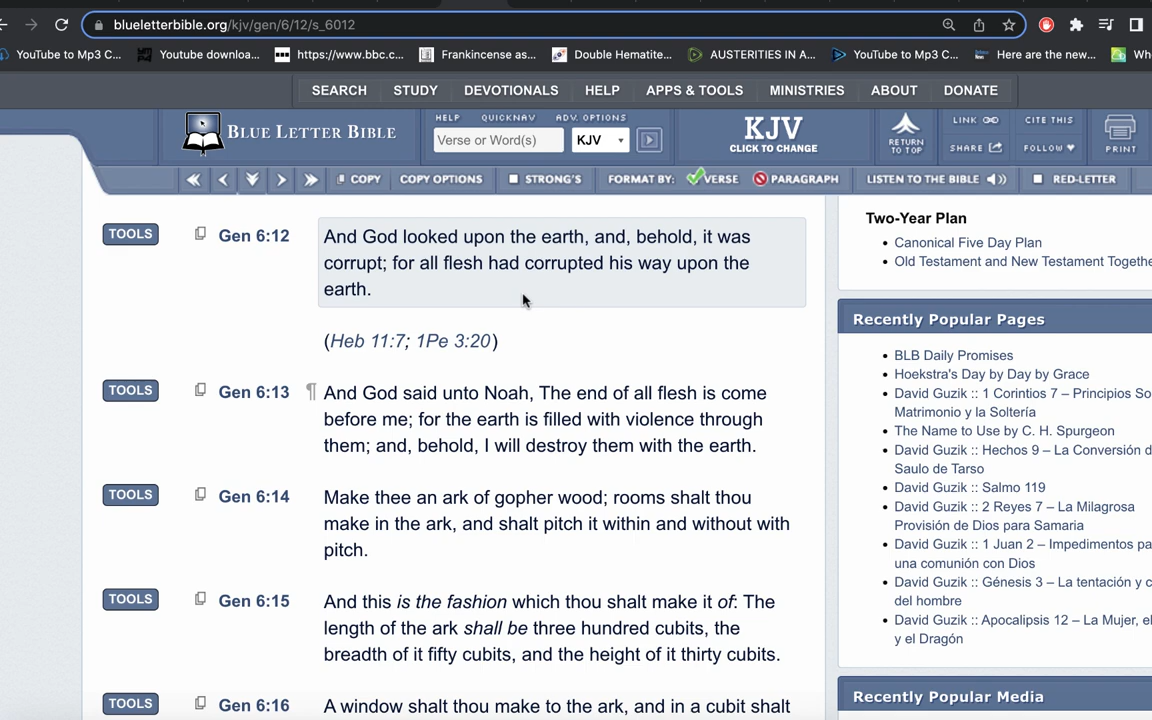 blueletterbible.org/kjv/gen/6/12/s_6012
YouTube to Mp3 C... Youtube downloa... https://www.bbc.c... Frankincense as... Double Hematite... AUSTERITIES IN A... YouTube to Mp3 C... Here are the new... Wh
SEARCH STUDY DEVOTIONALS HELP APPS & TOOLS MINISTRIES ABOUT DONATE
BLUE LETTER BIBLE
HELP QUICKNAV ADV. OPTIONS
Verse or Word(s) KJV
KJV
CLICK TO CHANGE
RETURN
TO TOP
LINK CITE THIS
SHARE FOLLOW
PRINT
COPY COPY OPTIONS STRONG'S FORMAT BY: VERSE PARAGRAPH LISTEN TO THE BIBLE RED-LETTER
TOOLS Gen 6:12 And God looked upon the earth, and, behold, it was
corrupt; for all flesh had corrupted his way upon the
earth.
(Heb 11:7; 1Pe 3:20)
TOOLS Gen 6:13 ¶ And God said unto Noah, The end of all flesh is come
before me; for the earth is filled with violence through
them; and, behold, I will destroy them with the earth.
TOOLS Gen 6:14 Make thee an ark of gopher wood; rooms shalt thou
make in the ark, and shalt pitch it within and without with
pitch.
TOOLS Gen 6:15 And this is the fashion which thou shalt make it of: The
length of the ark shall be three hundred cubits, the
breadth of it fifty cubits, and the height of it thirty cubits.
TOOLS Gen 6:16 A window shalt thou make to the ark, and in a cubit shalt
Two-Year Plan
Canonical Five Day Plan
Old Testament and New Testament Togethe
Recently Popular Pages
BLB Daily Promises
Hoekstra's Day by Day by Grace
David Guzik :: 1 Corintios 7 – Principios So
Matrimonio y la Soltería
The Name to Use by C. H. Spurgeon
David Guzik :: Hechos 9 – La Conversión d
Saulo de Tarso
David Guzik :: Salmo 119
David Guzik :: 2 Reyes 7 – La Milagrosa
Provisión de Dios para Samaria
David Guzik :: 1 Juan 2 – Impedimentos pa
una comunión con Dios
David Guzik :: Génesis 3 – La tentación y c
del hombre
David Guzik :: Apocalipsis 12 – La Mujer, el
y el Dragón
Recently Popular Media